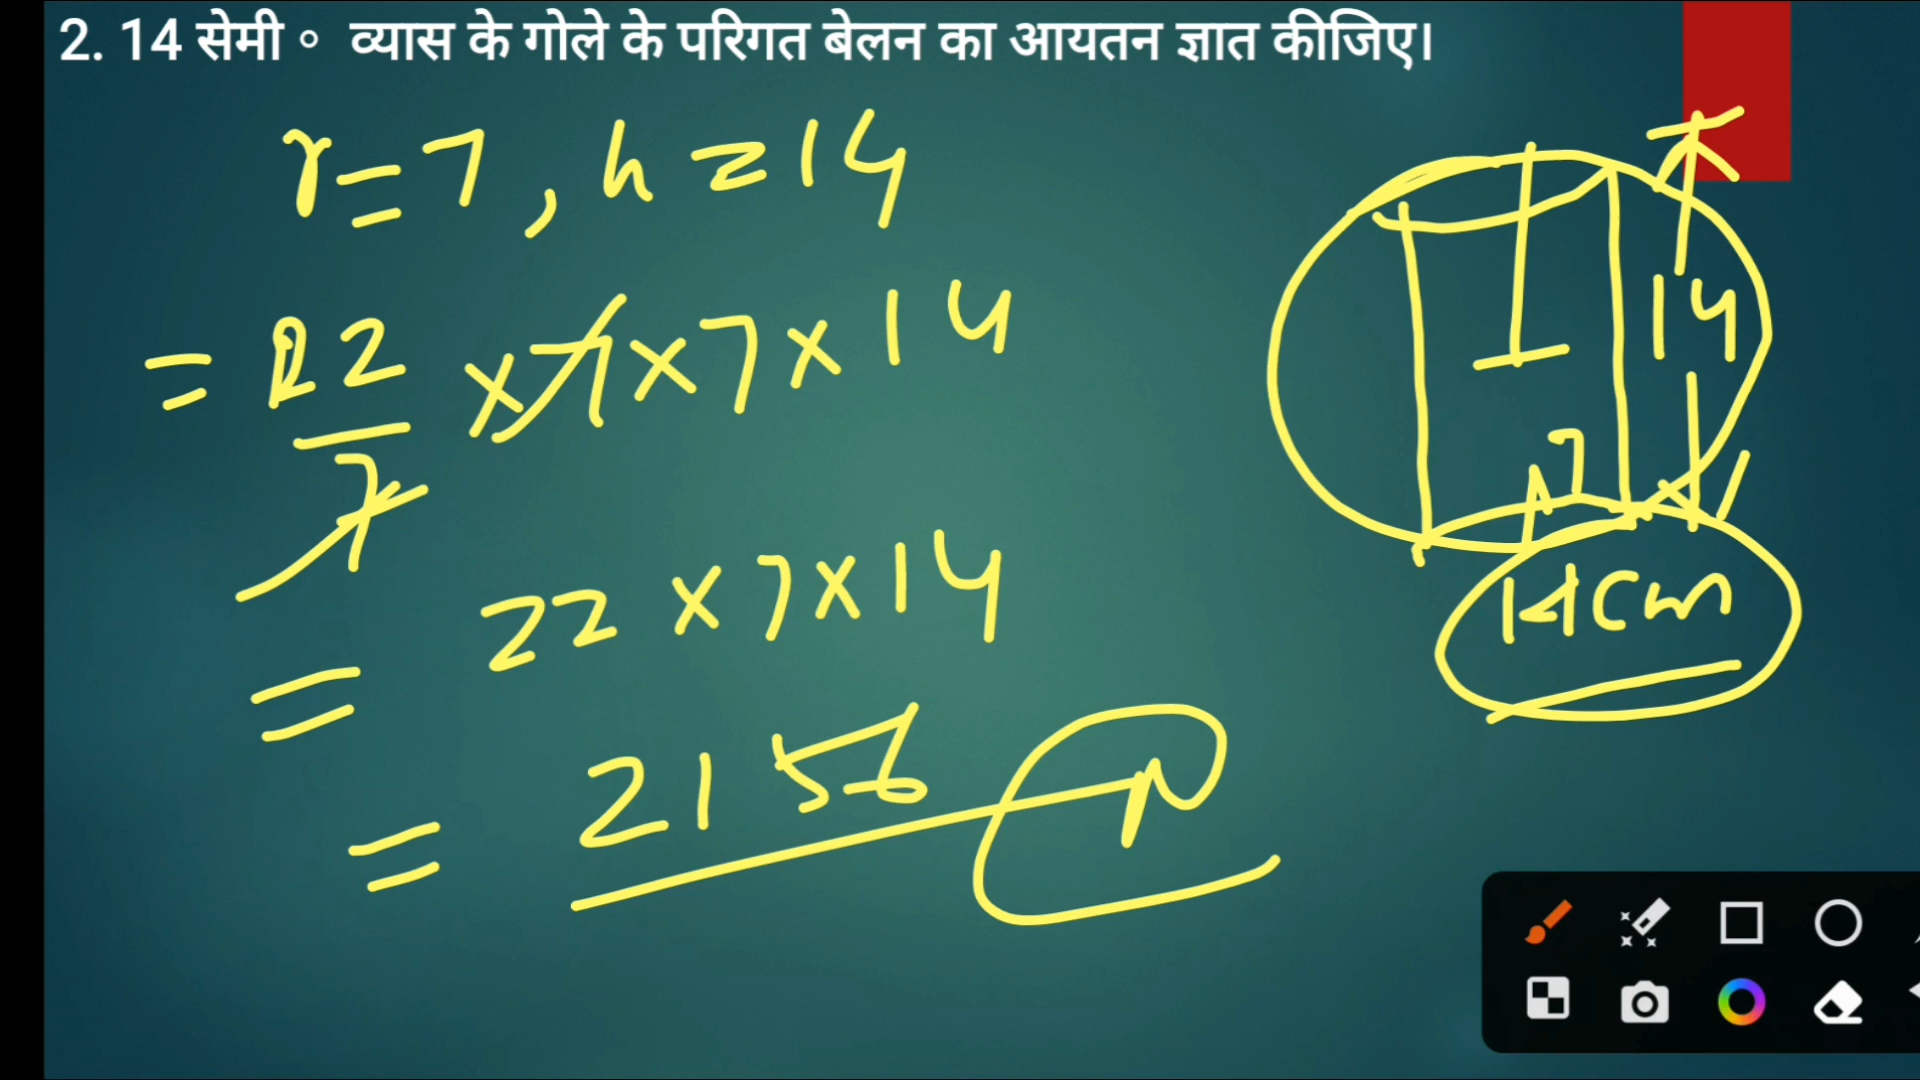 2. 14 सेमी॰ व्यास के गोले के परिगत बेलन का आयतन ज्ञात कीजिए।
r=7, h=14
= 22/7 × 7 × 7 × 14
= 22 × 7 × 14
= 2156
14
7
14cm